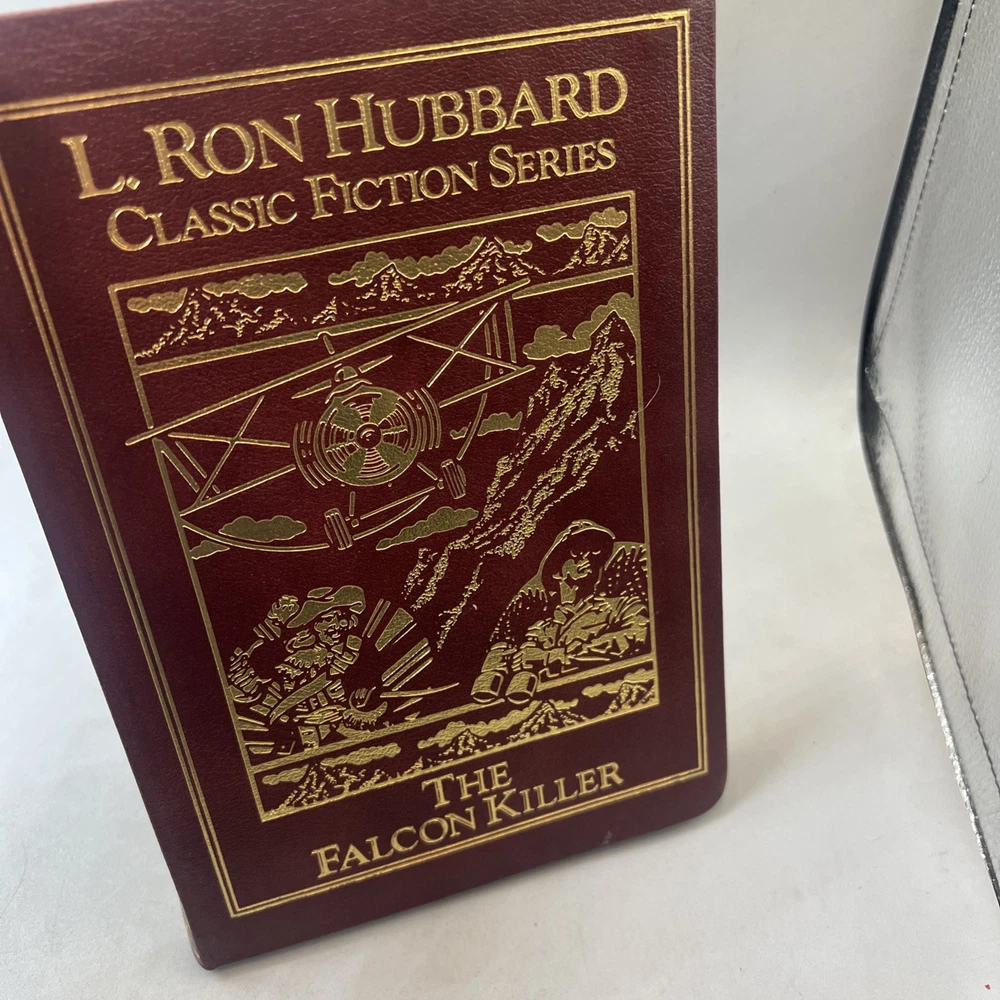 L. RON HUBBARD
CLASSIC FICTION SERIES
THE
FALCON KILLER